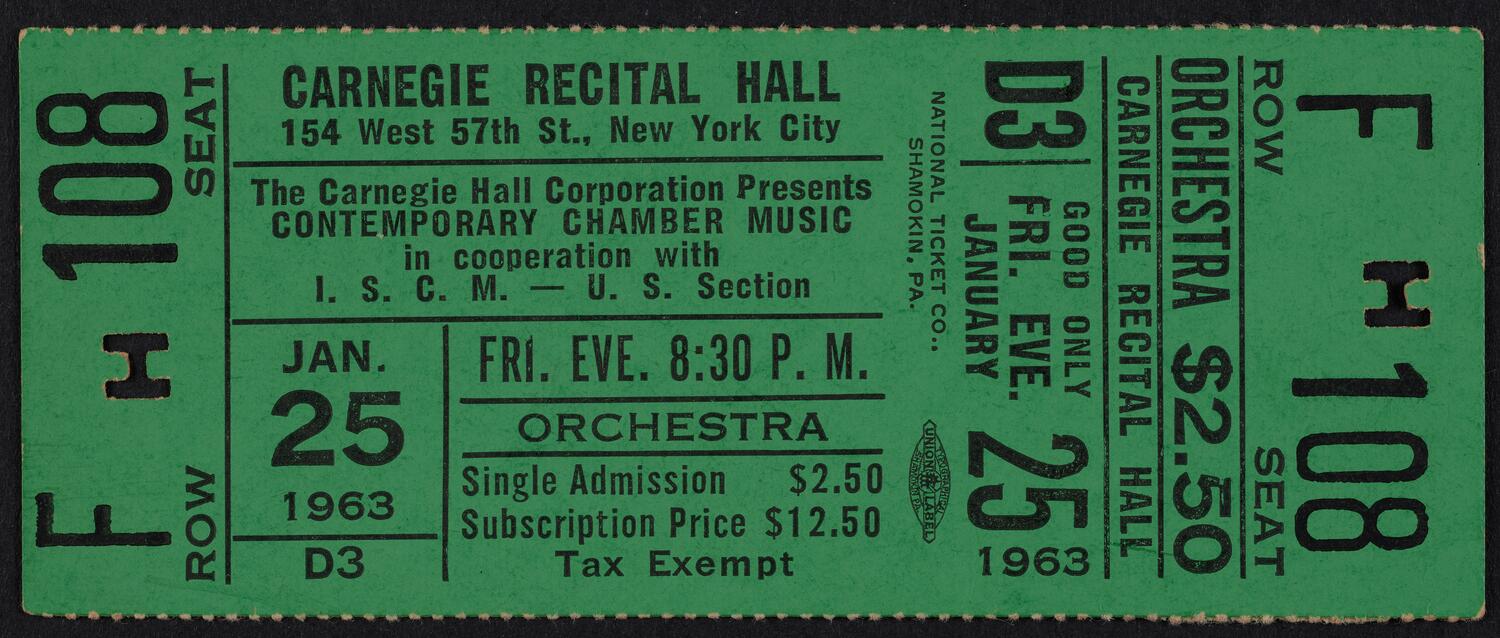 SEAT
108
ROW
F
CARNEGIE RECITAL HALL
154 West 57th St., New York City
The Carnegie Hall Corporation Presents
CONTEMPORARY CHAMBER MUSIC
in cooperation with
I. S. C. M. — U. S. Section
JAN.
25
1963
D3
FRI. EVE. 8:30 P. M.
ORCHESTRA
Single Admission $2.50
Subscription Price $12.50
Tax Exempt
NATIONAL TICKET CO.,
SHAMOKIN, PA.
UNION LABEL
D3
GOOD ONLY
FRI. EVE.
JANUARY
25
1963
CARNEGIE RECITAL HALL
ORCHESTRA $2.50
ROW
F
SEAT
108